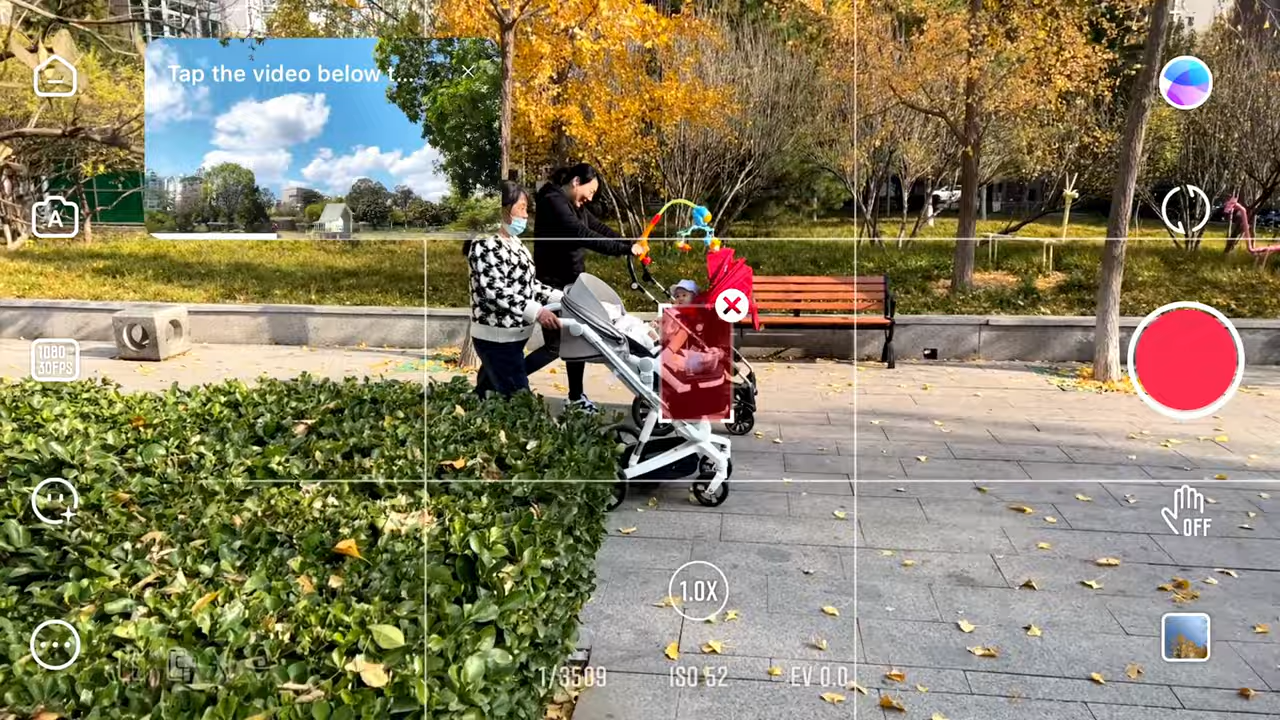 Tap the video below t...
A
1080
30FPS
OFF
1.0X
1/3509
ISO 52
EV 0.0